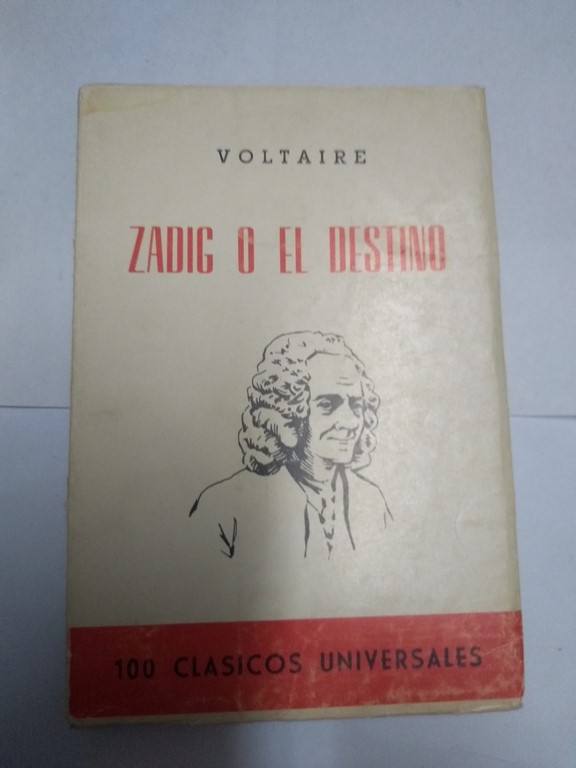 VOLTAIRE
ZADIG O EL DESTINO
100 CLASICOS UNIVERSALES